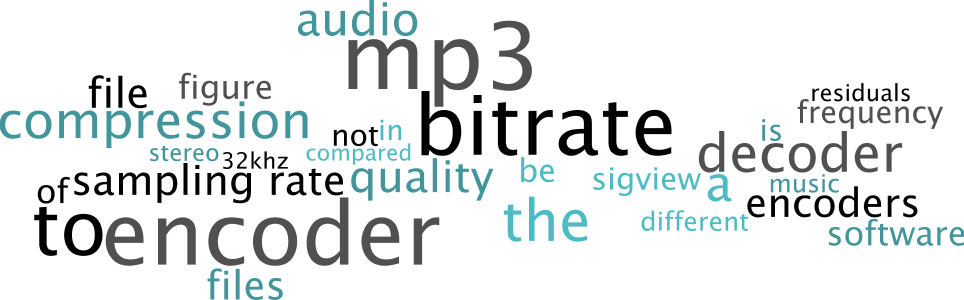 audio
mp3
file
figure
residuals
frequency
compression
bitrate
not
in
is
stereo
32khz
compared
decoder
of
sampling rate
quality
be
sigview
a
music
encoders
to
encoder
the
different
software
files